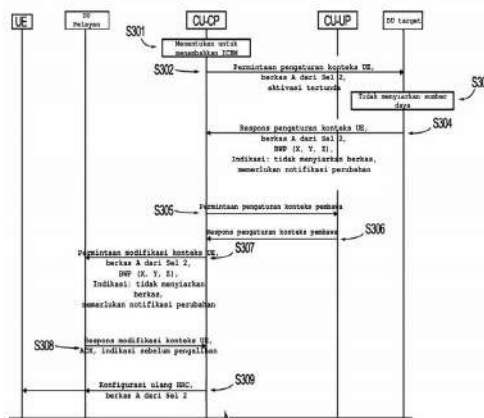 UE
DU
Pelayan
CU-CP
CU-UP
DU target
S301
Menentukan untuk
menambahkan ICBM
S302
Permintaan pengaturan konteks UE,
berkas A dari Sel 2,
aktivasi tertunda
Tidak menyiarkan sumber
daya
S304
Respons pengaturan konteks UE,
berkas A dari Sel 2,
BWP (X, Y, Z),
Indikasi: tidak menyiarkan berkas,
memerlukan notifikasi perubahan
S305
Permintaan pengaturan konteks pembawa
S306
Respons pengaturan konteks pembawa
S307
Permintaan modifikasi konteks UE,
berkas A dari Sel 2,
BWP (X, Y, Z),
Indikasi: tidak menyiarkan
berkas,
memerlukan notifikasi perubahan
S308
Respons modifikasi konteks UE,
ACK, indikasi sebelum pengalihan
S309
Konfigurasi ulang RRC,
berkas A dari Sel 2